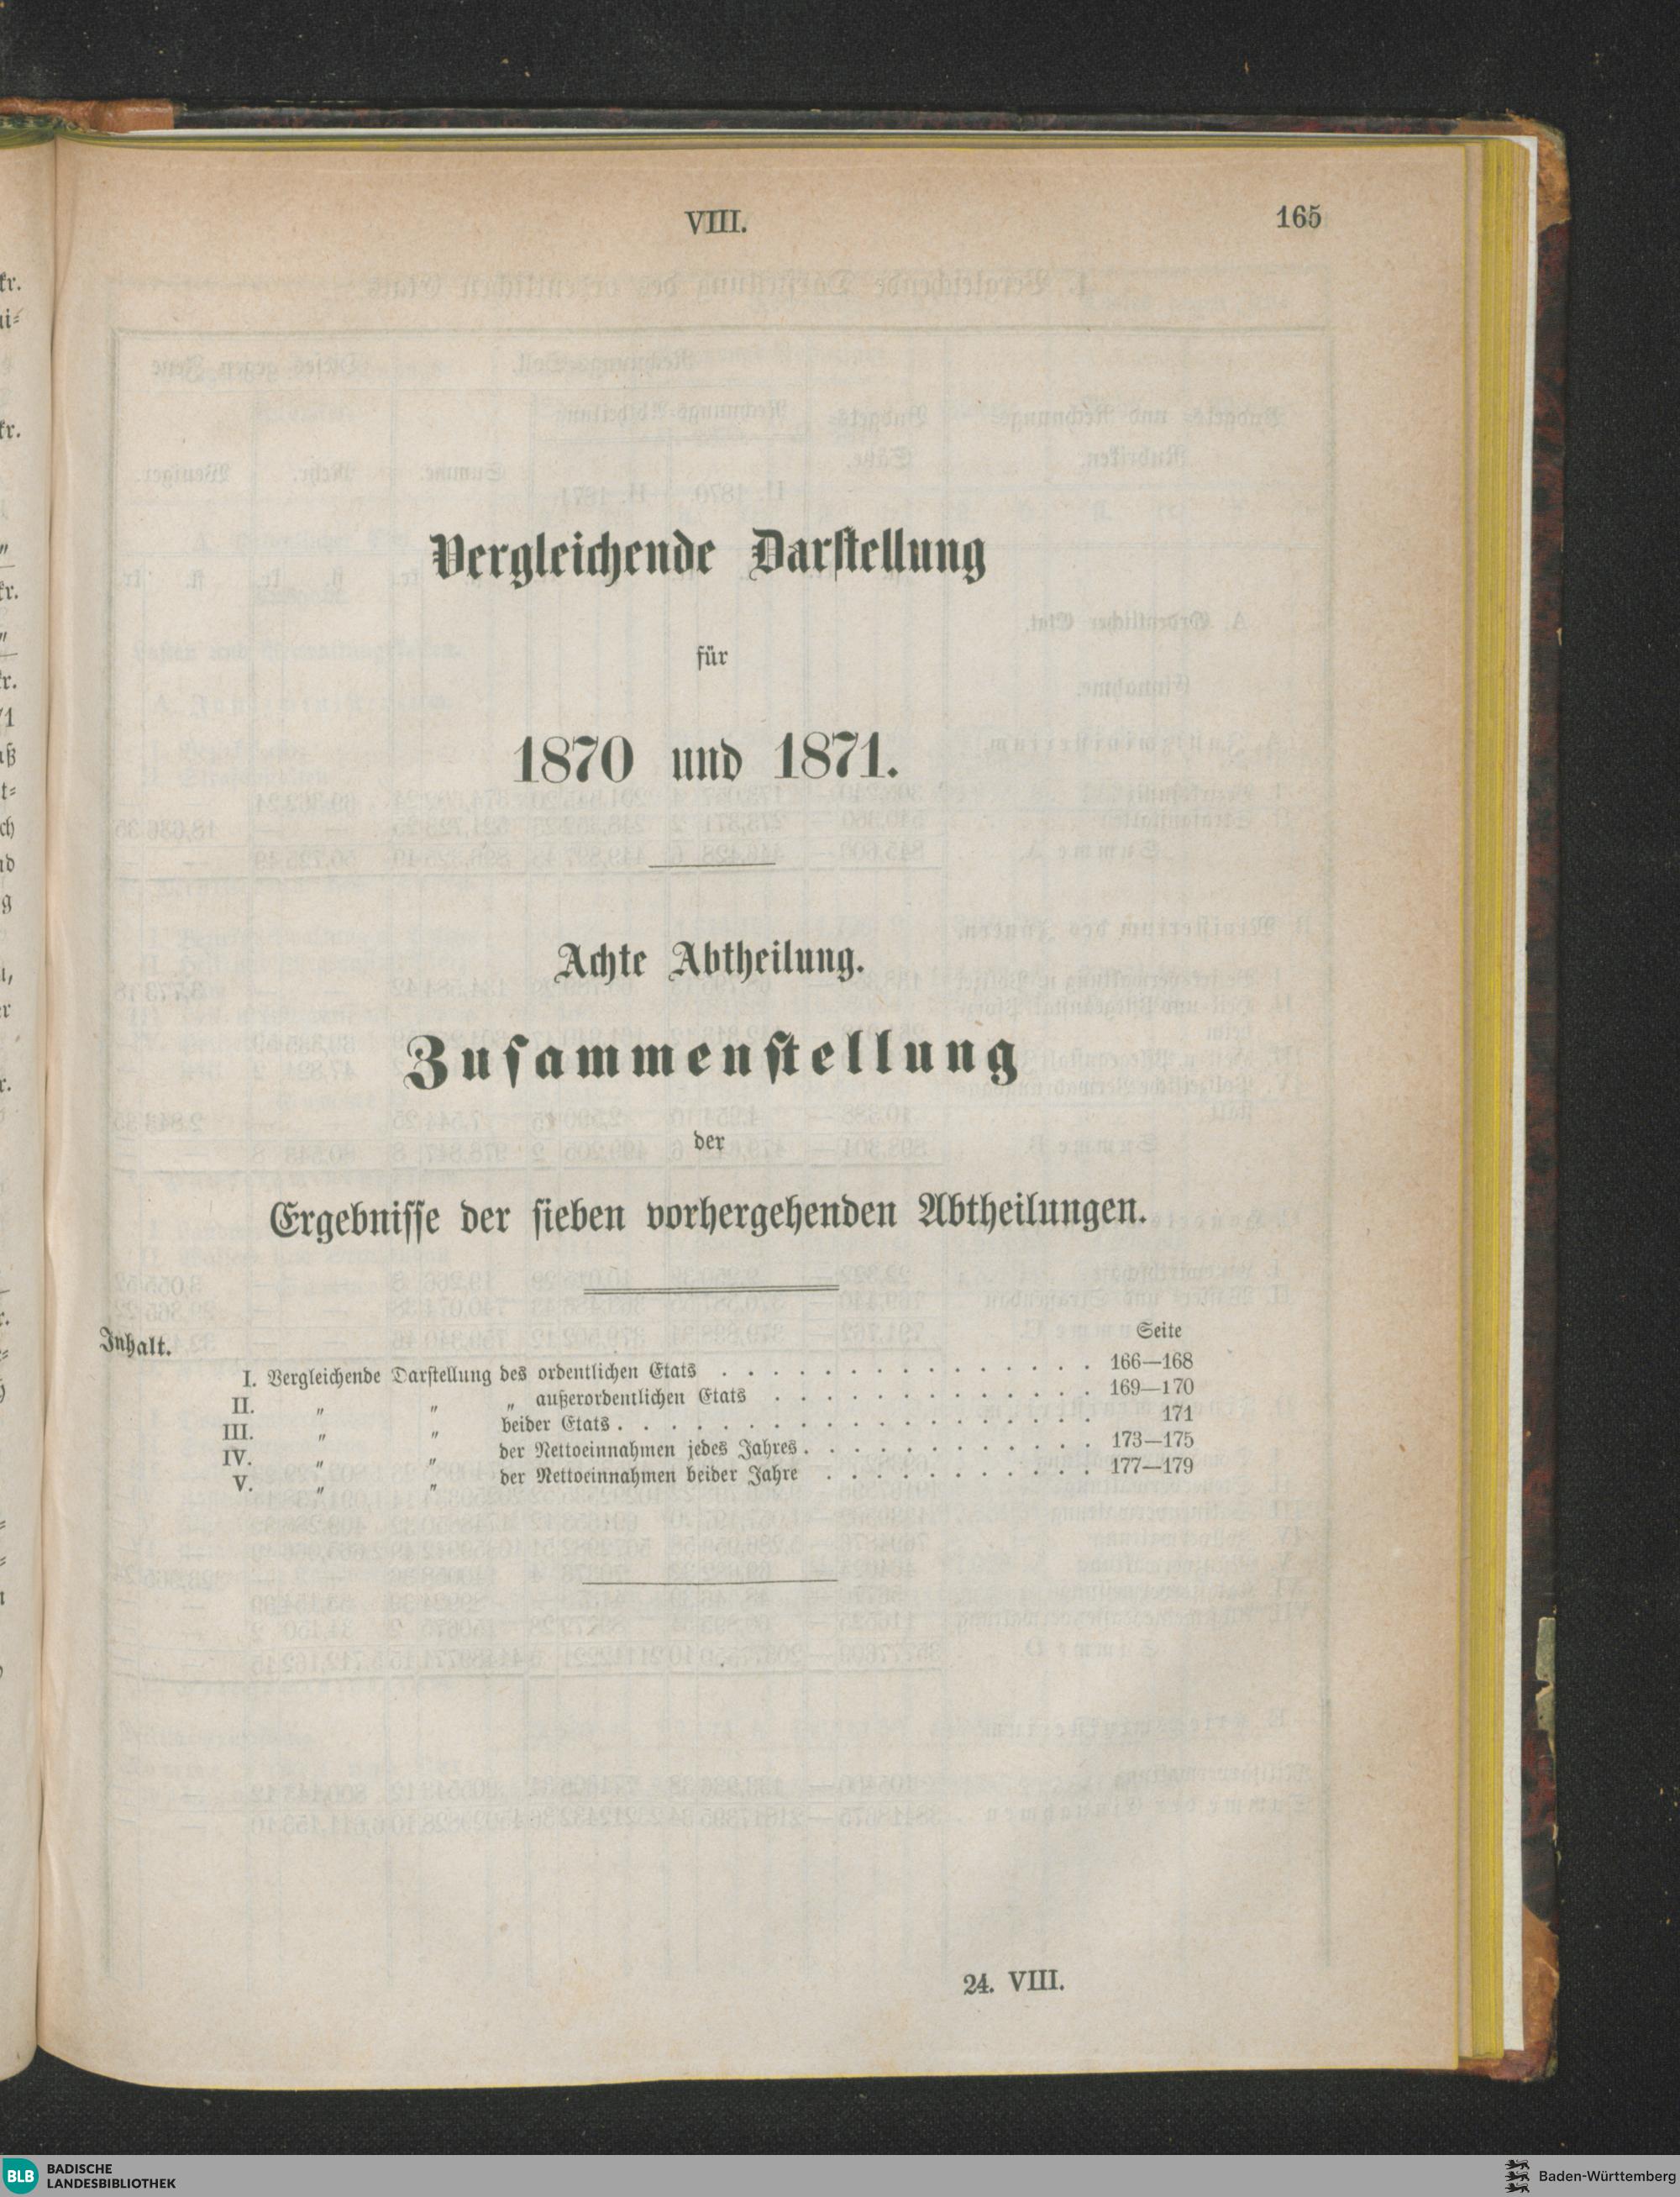 VIII.
165
Vergleichende Darstellung
für
1870 und 1871.
Achte Abtheilung.
Zusammenstellung
der
Ergebnisse der sieben vorhergehenden Abtheilungen.
Inhalt.
Seite
I. Vergleichende Darstellung des ordentlichen Etats . . . . . . . . . . . . . . 166—168
II. „ „ „ außerordentlichen Etats . . . . . . . . . . . . 169—170
III. „ „ beider Etats . . . . . . . . . . . . . . . . . . 171
IV. „ „ der Nettoeinnahmen jedes Jahres . . . . . . . . . . . 173—175
V. „ „ der Nettoeinnahmen beider Jahre . . . . . . . . . . 177—179
24. VIII.
BLB BADISCHE
LANDESBIBLIOTHEK
Baden-Württemberg